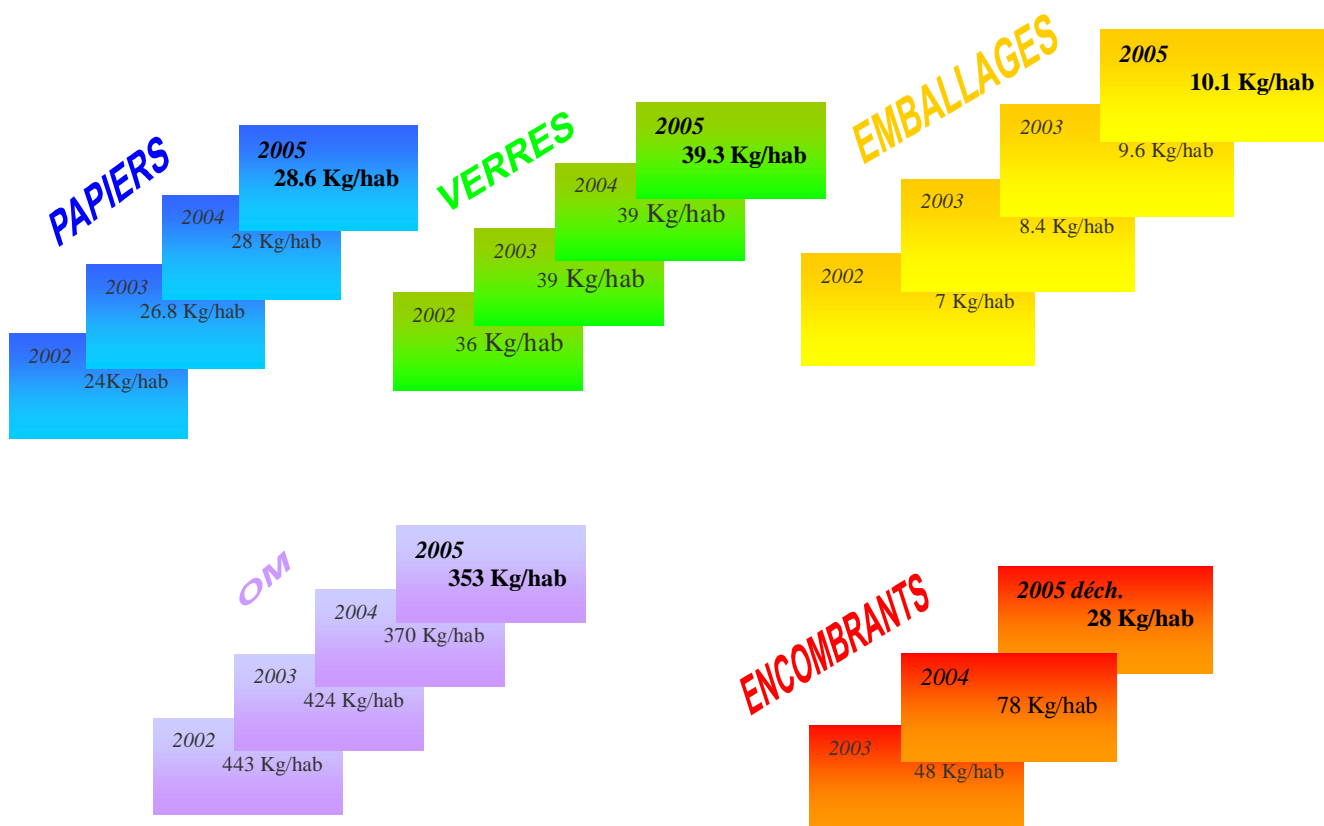 PAPIERS
2005
28.6 Kg/hab
2004
28 Kg/hab
2003
26.8 Kg/hab
2002
24Kg/hab
VERRES
2005
39.3 Kg/hab
2004
39 Kg/hab
2003
39 Kg/hab
2002
36 Kg/hab
EMBALLAGES
2005
10.1 Kg/hab
2003
9.6 Kg/hab
2003
8.4 Kg/hab
2002
7 Kg/hab
OM
2005
353 Kg/hab
2004
370 Kg/hab
2003
424 Kg/hab
2002
443 Kg/hab
ENCOMBRANTS
2005 déch.
28 Kg/hab
2004
78 Kg/hab
2003
48 Kg/hab